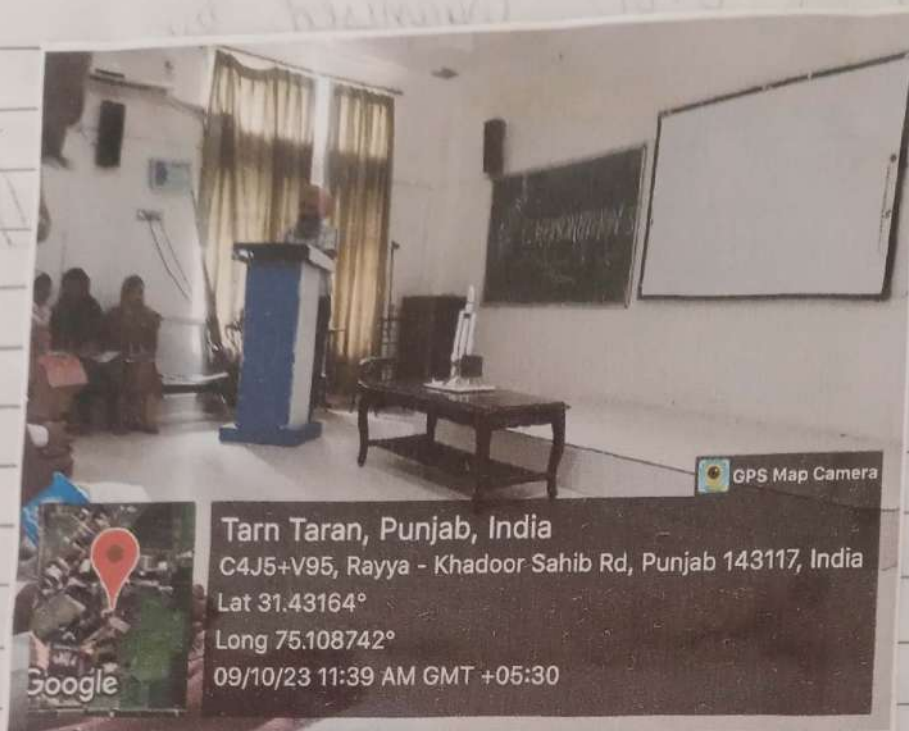 GPS Map Camera
Tarn Taran, Punjab, India
C4J5+V95, Rayya - Khadoor Sahib Rd, Punjab 143117, India
Lat 31.43164°
Long 75.108742°
09/10/23 11:39 AM GMT +05:30
Google